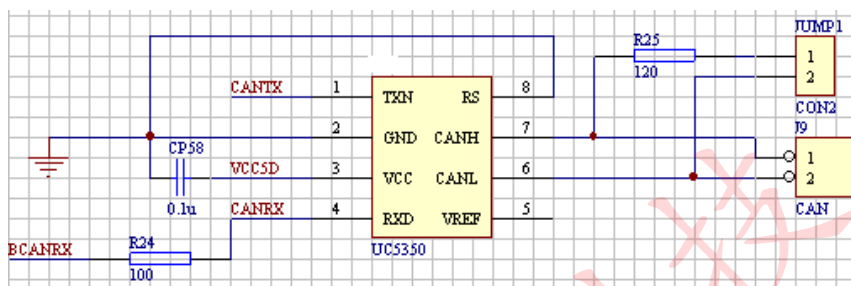 JUMP1
R25
120
1
2
CON2
CANTX
1
TXN
RS
8
2
GND
CANH
7
J9
CP58
VCC5D
3
VCC
CANL
6
1
2
0.1u
CANRX
4
RXD
VREF
5
CAN
BCANRX
R24
100
UC5350
技